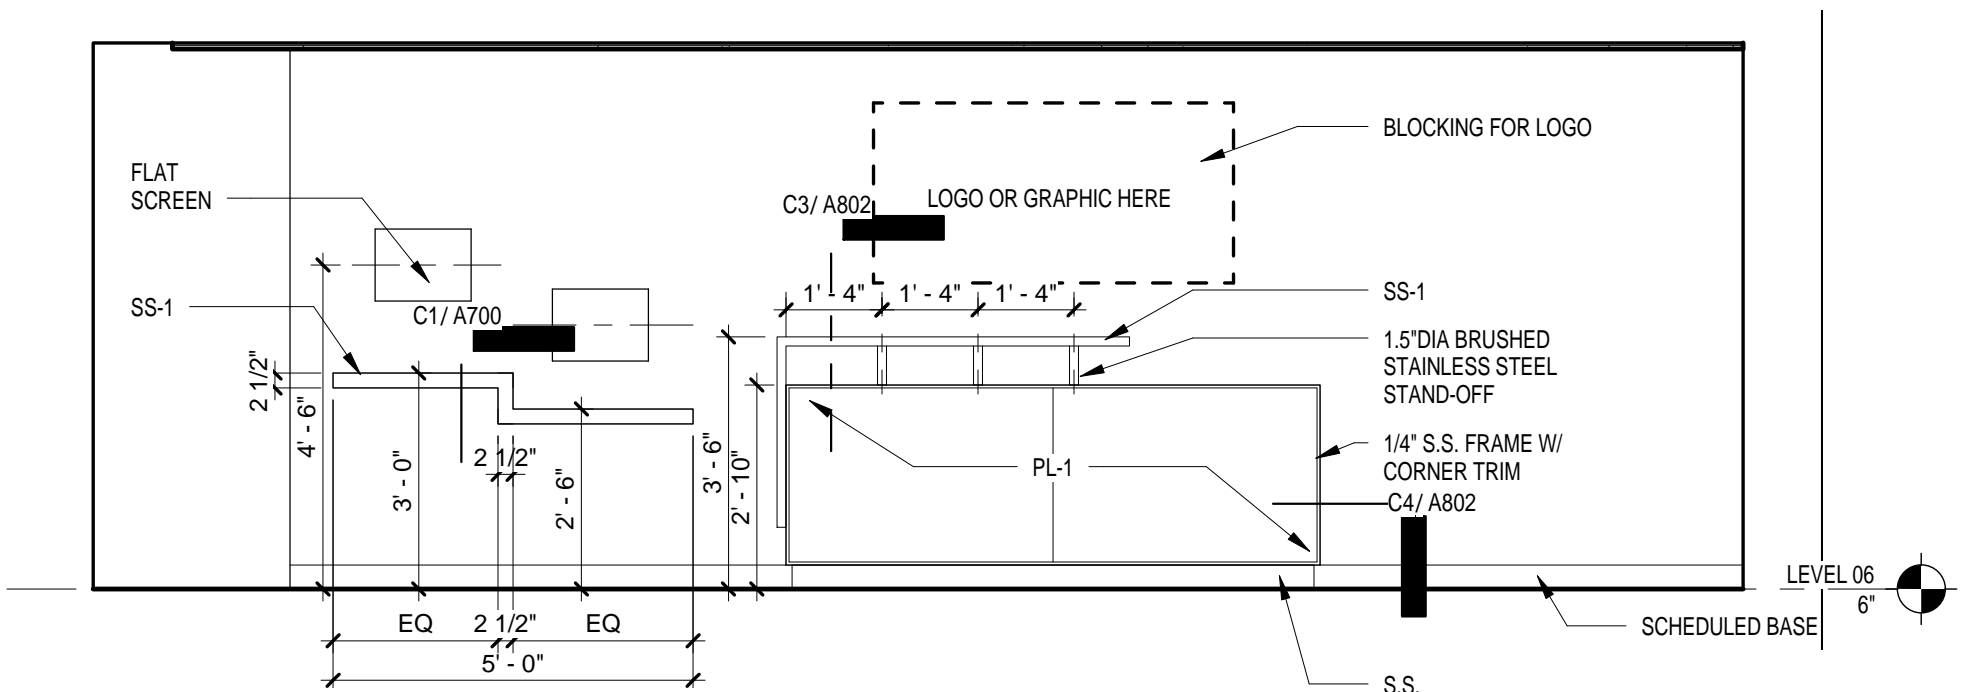 BLOCKING FOR LOGO
FLAT
SCREEN
C3/ A802
LOGO OR GRAPHIC HERE
SS-1
C1/ A700
1' - 4"
1' - 4"
1' - 4"
SS-1
1.5"DIA BRUSHED
STAINLESS STEEL
STAND-OFF
2 1/2"
4' - 6"
3' - 0"
2 1/2"
2' - 6"
3' - 6"
2' - 10"
PL-1
1/4" S.S. FRAME W/
CORNER TRIM
C4/ A802
LEVEL 06
6"
EQ
2 1/2"
EQ
5' - 0"
SCHEDULED BASE
S.S.